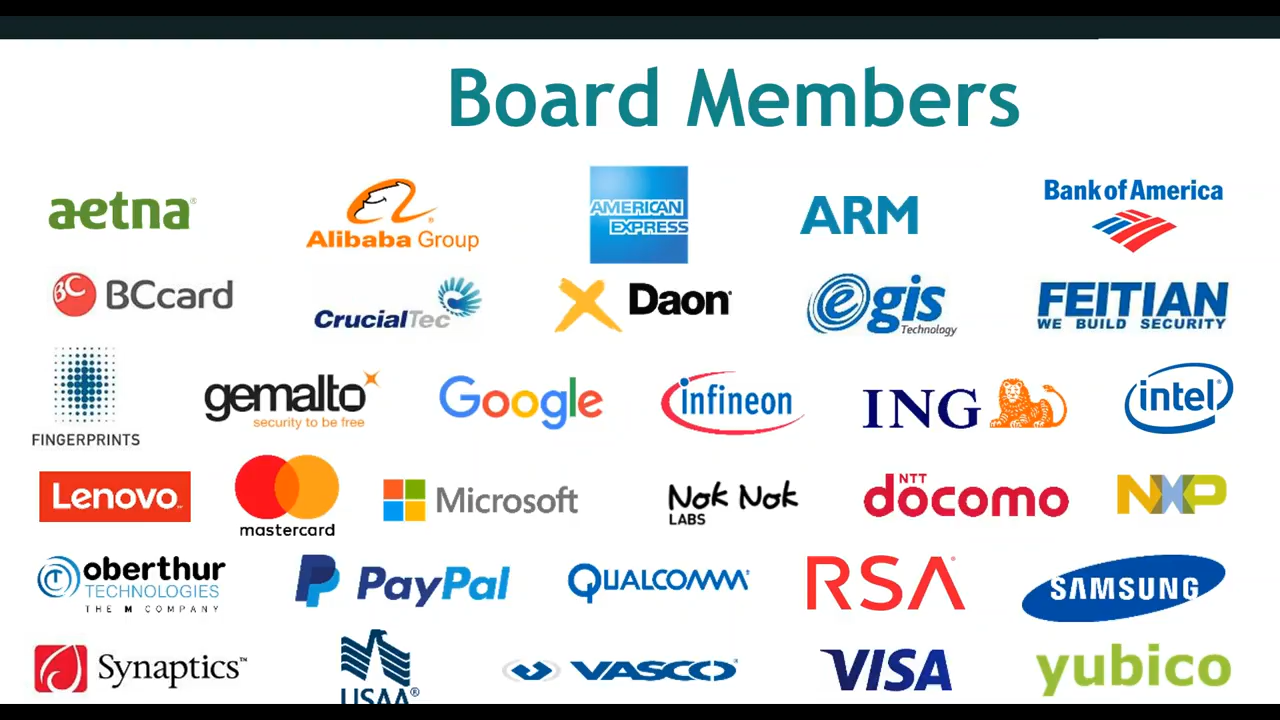 Board Members
aetna®
Alibaba Group
AMERICAN
EXPRESS
ARM
Bank of America
BC BCcard
CrucialTec
Daon
egis
Technology
FEITIAN
WE BUILD SECURITY
FINGERPRINTS
gemalto
security to be free
Google
infineon
ING
intel
Lenovo
mastercard
Microsoft
Nok Nok
LABS
NTT
docomo
NXP
oberthur
TECHNOLOGIES
THE M COMPANY
PayPal
QUALCOMM®
RSA
SAMSUNG
Synaptics™
USAA®
VASCO
VISA
yubico